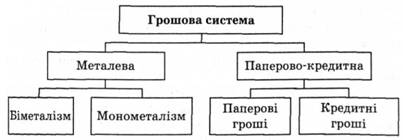 Грошова система
Металева
Паперово-кредитна
Біметалізм
Монометалізм
Паперові
гроші
Кредитні
гроші